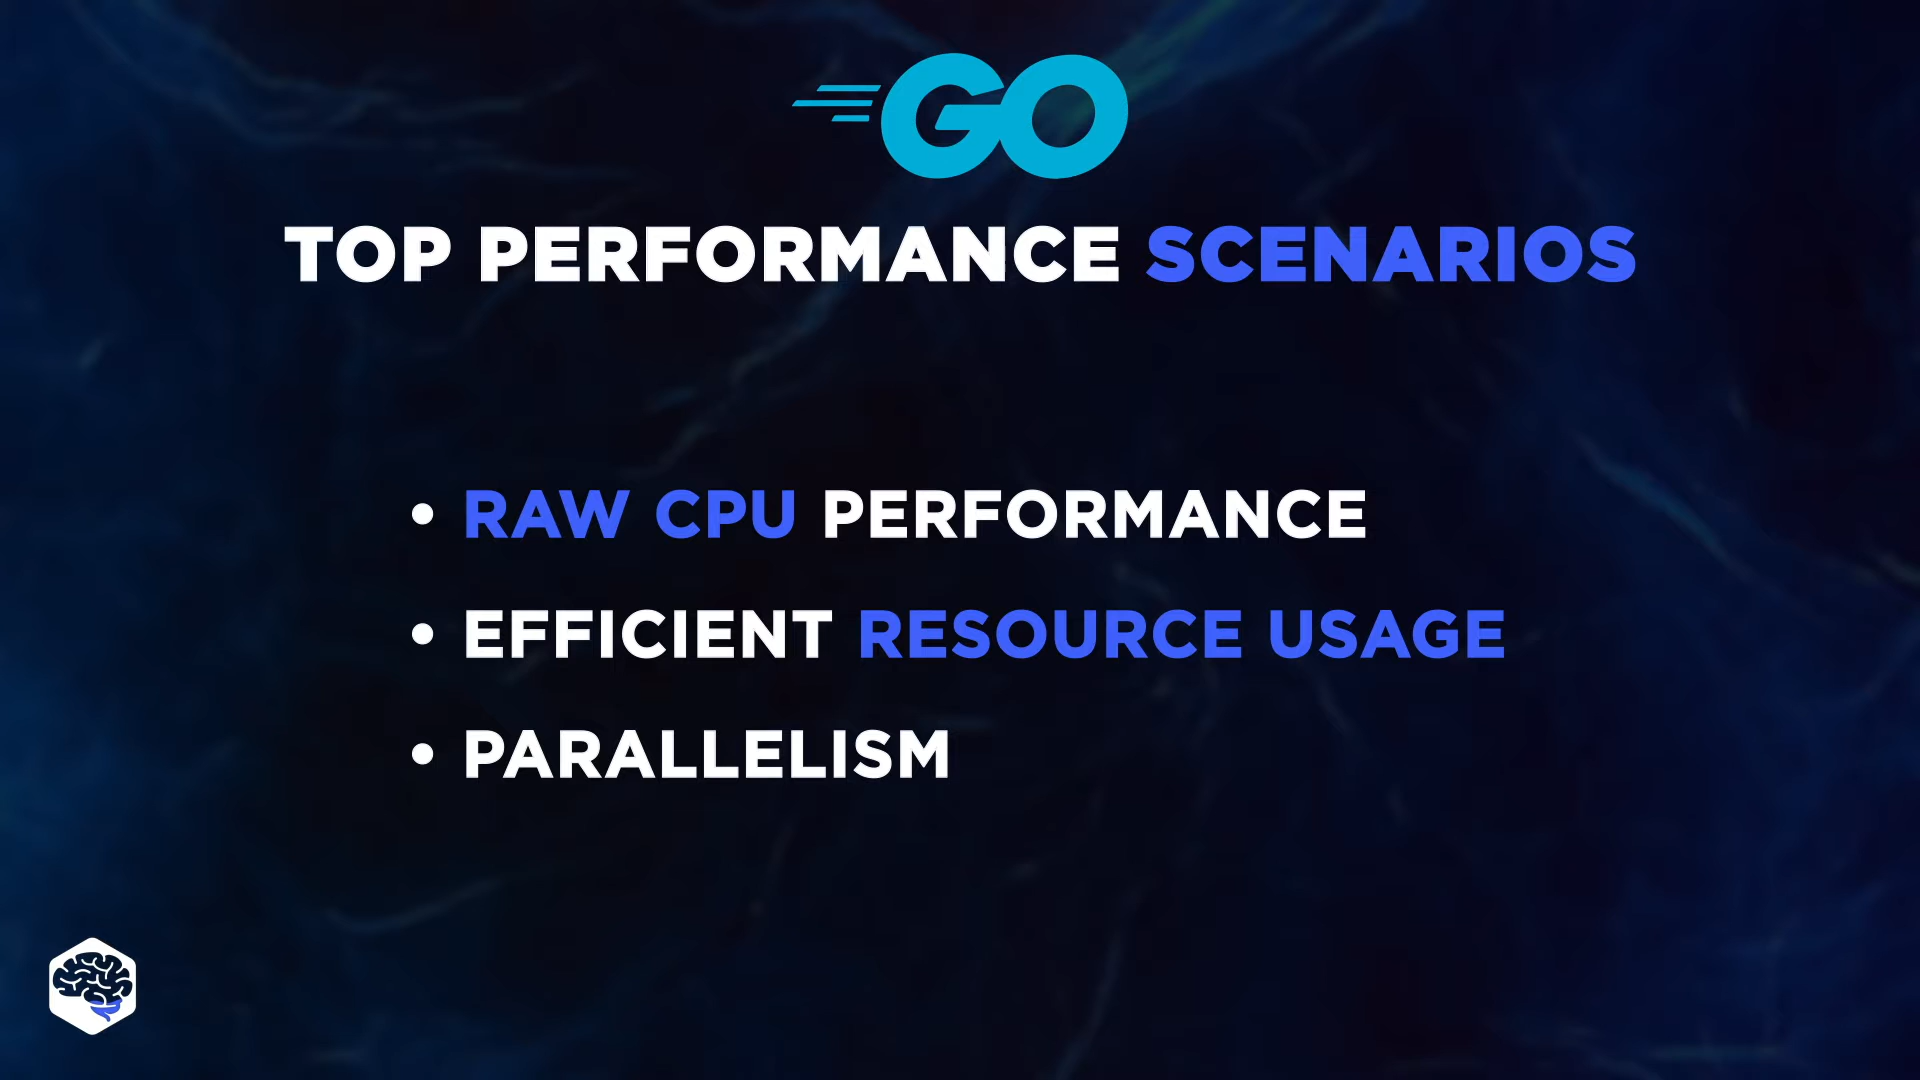 GO
TOP PERFORMANCE SCENARIOS
• RAW CPU PERFORMANCE
• EFFICIENT RESOURCE USAGE
• PARALLELISM